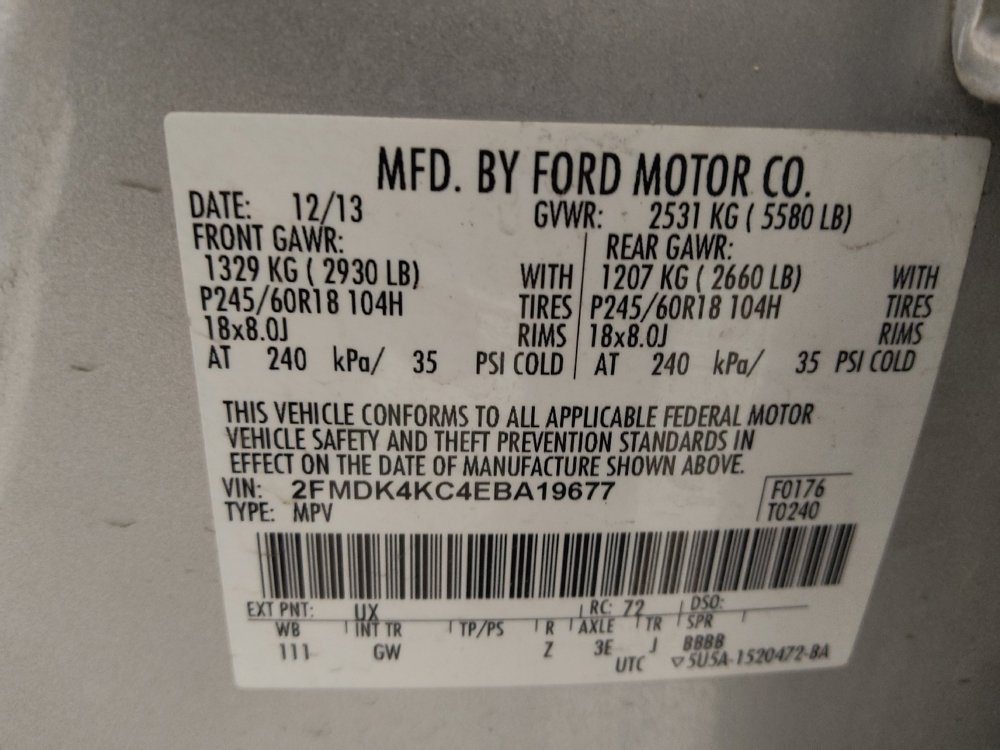 MFD. BY FORD MOTOR CO.
DATE: 12/13 GVWR: 2531 KG ( 5580 LB)
FRONT GAWR: REAR GAWR:
1329 KG ( 2930 LB) WITH 1207 KG ( 2660 LB) WITH
P245/60R18 104H TIRES P245/60R18 104H TIRES
18x8.0J RIMS 18x8.0J RIMS
AT 240 kPa/ 35 PSI COLD AT 240 kPa/ 35 PSI COLD
THIS VEHICLE CONFORMS TO ALL APPLICABLE FEDERAL MOTOR
VEHICLE SAFETY AND THEFT PREVENTION STANDARDS IN
EFFECT ON THE DATE OF MANUFACTURE SHOWN ABOVE.
VIN: 2FMDK4KC4EBA19677 F0176
TYPE: MPV T0240
EXT PNT: UX RC: 72 DSO:
WB INT TR TP/PS R AXLE TR SPR
111 GW Z 3E J BBBB
UTC ▽5U5A-1520472-BA